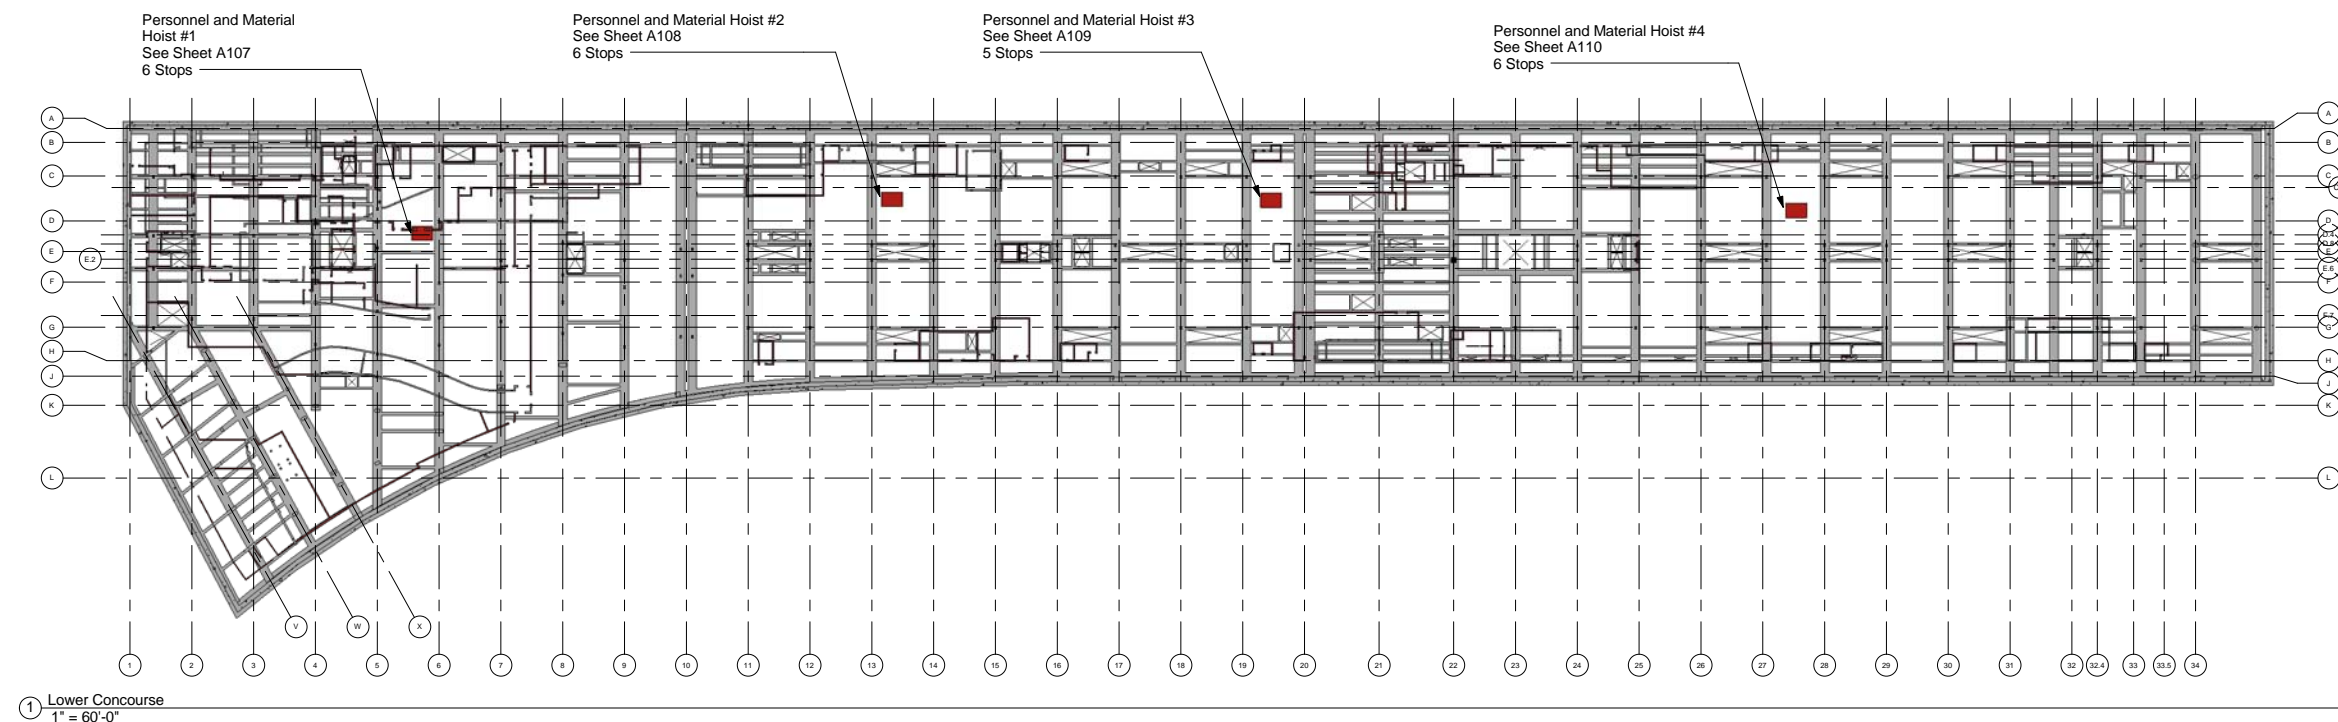 Personnel and Material
Hoist #1
See Sheet A107
6 Stops
Personnel and Material Hoist #2
See Sheet A108
6 Stops
Personnel and Material Hoist #3
See Sheet A109
5 Stops
Personnel and Material Hoist #4
See Sheet A110
6 Stops
A
B
C
D
E
E.2
F
G
H
J
K
L
A
B
C
D
E.6
F
G
H
J
K
L
V
W
X
1 2 3 4 5 6 7 8 9 10 11 12 13 14 15 16 17 18 19 20 21 22 23 24 25 26 27 28 29 30 31 32 32.4 33 33.5 34
1 Lower Concourse
1" = 60'-0"